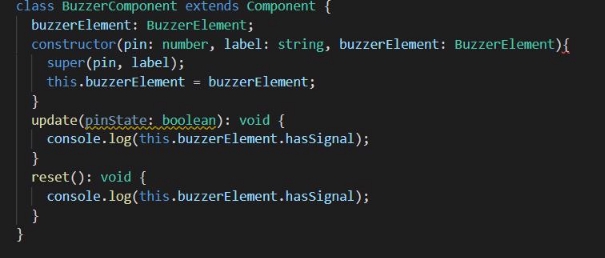 class BuzzerComponent extends Component {
buzzerElement: BuzzerElement;
constructor(pin: number, label: string, buzzerElement: BuzzerElement){
super(pin, label);
this.buzzerElement = buzzerElement;
}
update(pinState: boolean): void {
console.log(this.buzzerElement.hasSignal);
}
reset(): void {
console.log(this.buzzerElement.hasSignal);
}
}